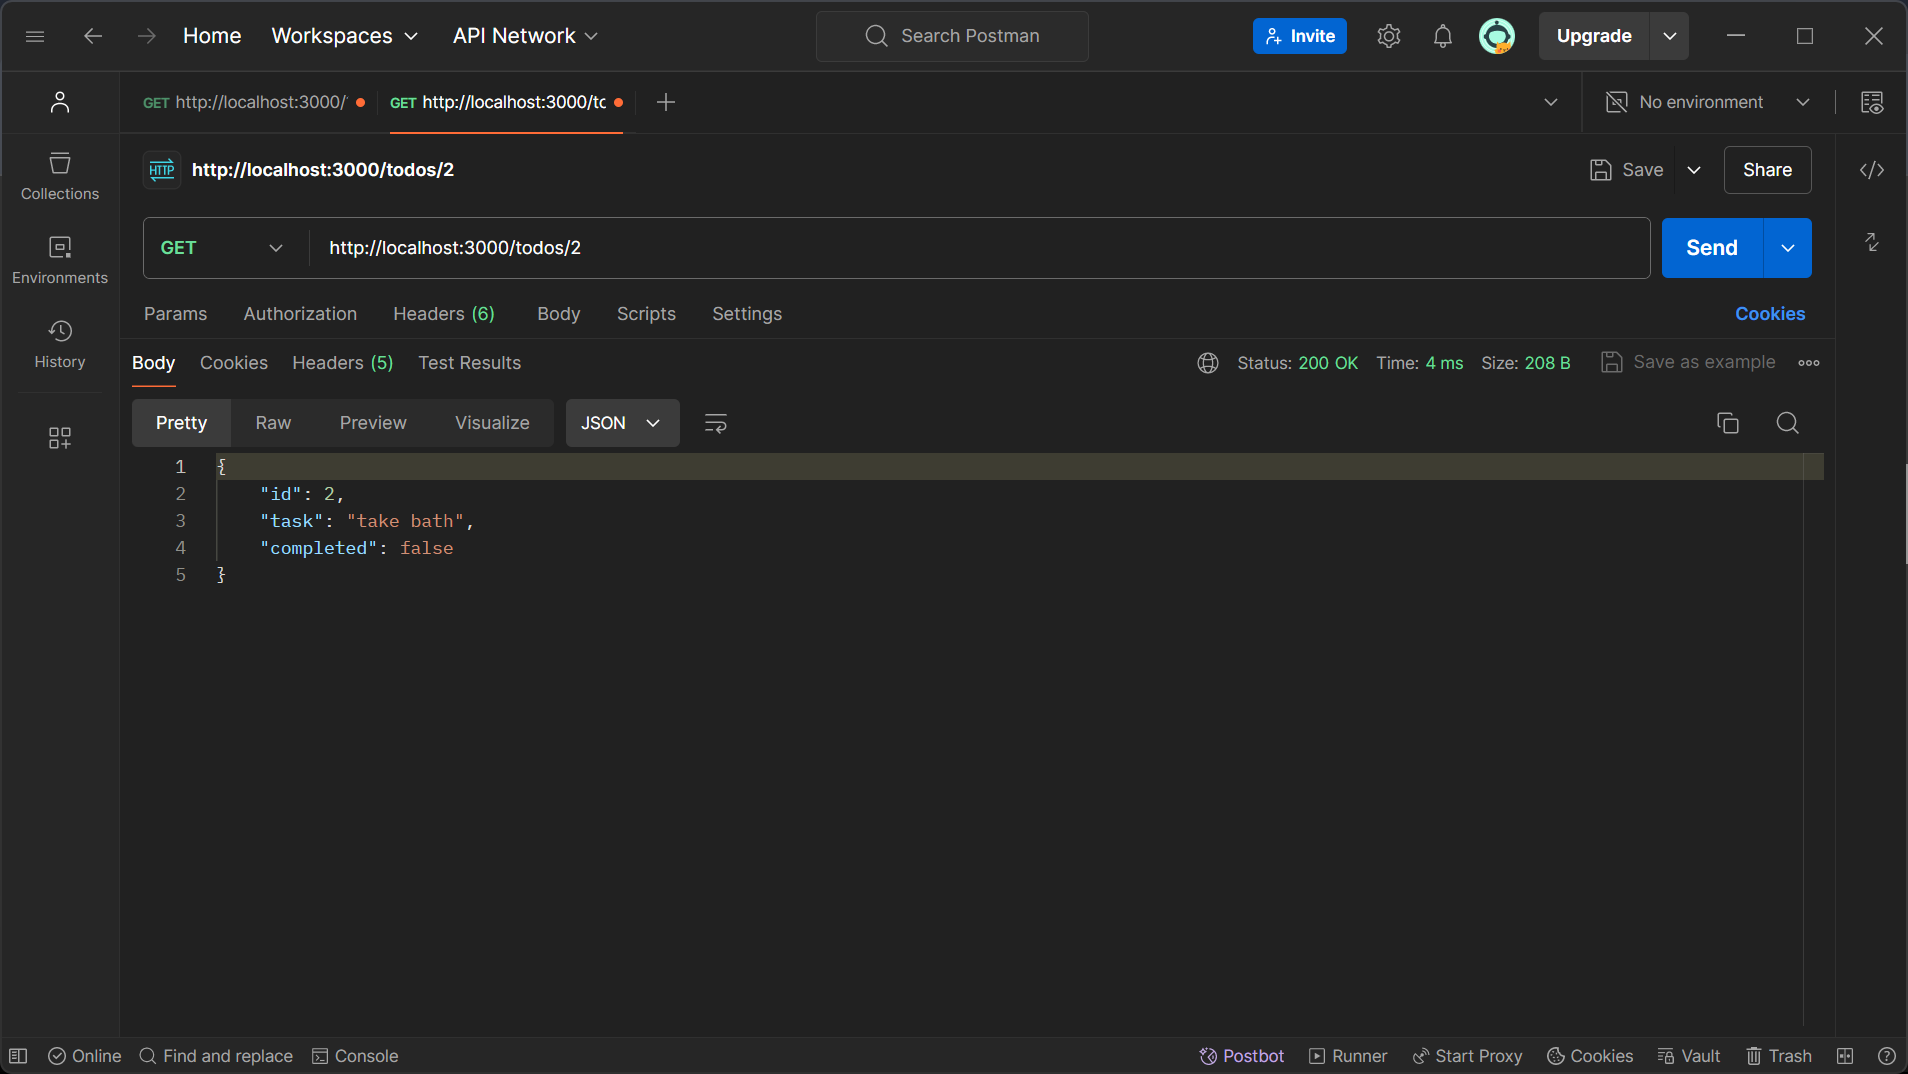 Home Workspaces API Network Search Postman Invite Upgrade
GET http://localhost:3000/ GET http://localhost:3000/to No environment
HTTP http://localhost:3000/todos/2 Save Share
Collections
GET http://localhost:3000/todos/2 Send
Environments
Params Authorization Headers (6) Body Scripts Settings Cookies
History
Body Cookies Headers (5) Test Results Status: 200 OK Time: 4 ms Size: 208 B Save as example
Pretty Raw Preview Visualize JSON
1 {
2 "id": 2,
3 "task": "take bath",
4 "completed": false
5 }
Online Find and replace Console Postbot Runner Start Proxy Cookies Vault Trash